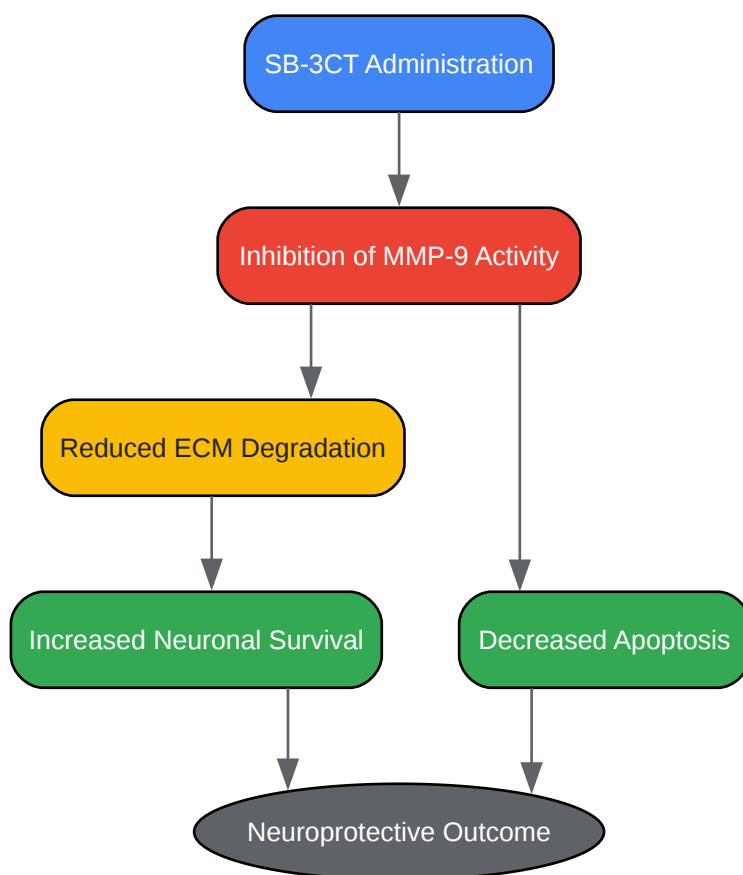 SB-3CT Administration
Inhibition of MMP-9 Activity
Reduced ECM Degradation
Increased Neuronal Survival
Decreased Apoptosis
Neuroprotective Outcome